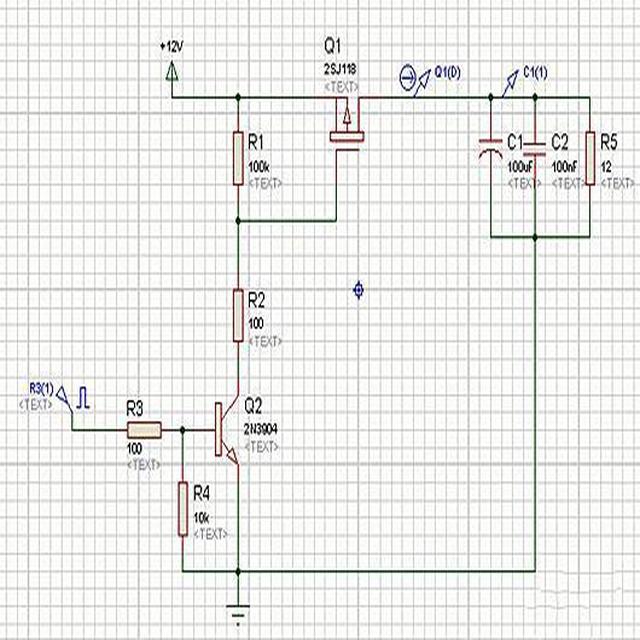 +12V
Q1
2SJ118
<TEXT>
Q1(D)
C1(1)
R1
100k
<TEXT>
C1
100uF
<TEXT>
C2
100nF
<TEXT>
R5
12
<TEXT>
R2
100
<TEXT>
R3(1)
<TEXT>
R3
100
<TEXT>
Q2
2N3904
<TEXT>
R4
10k
<TEXT>